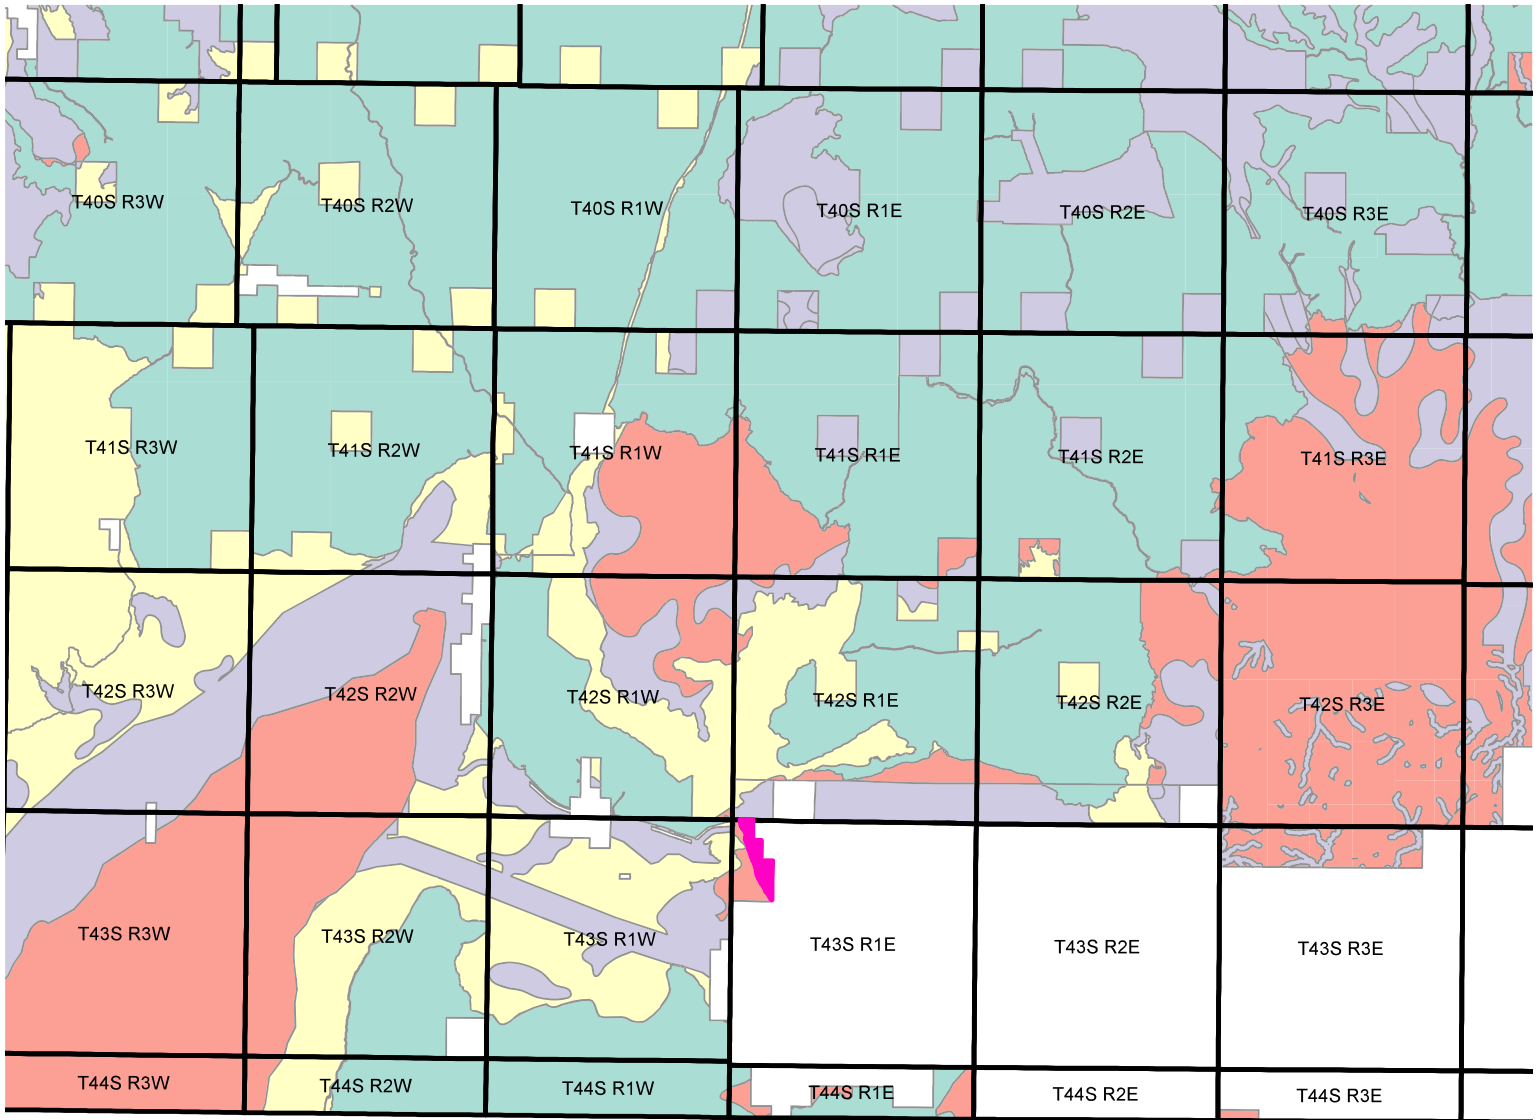 T40S R3W
T40S R2W
T40S R1W
T40S R1E
T40S R2E
T40S R3E
T41S R3W
T41S R2W
T41S R1W
T41S R1E
T41S R2E
T41S R3E
T42S R3W
T42S R2W
T42S R1W
T42S R1E
T42S R2E
T42S R3E
T43S R3W
T43S R2W
T43S R1W
T43S R1E
T43S R2E
T43S R3E
T44S R3W
T44S R2W
T44S R1W
T44S R1E
T44S R2E
T44S R3E